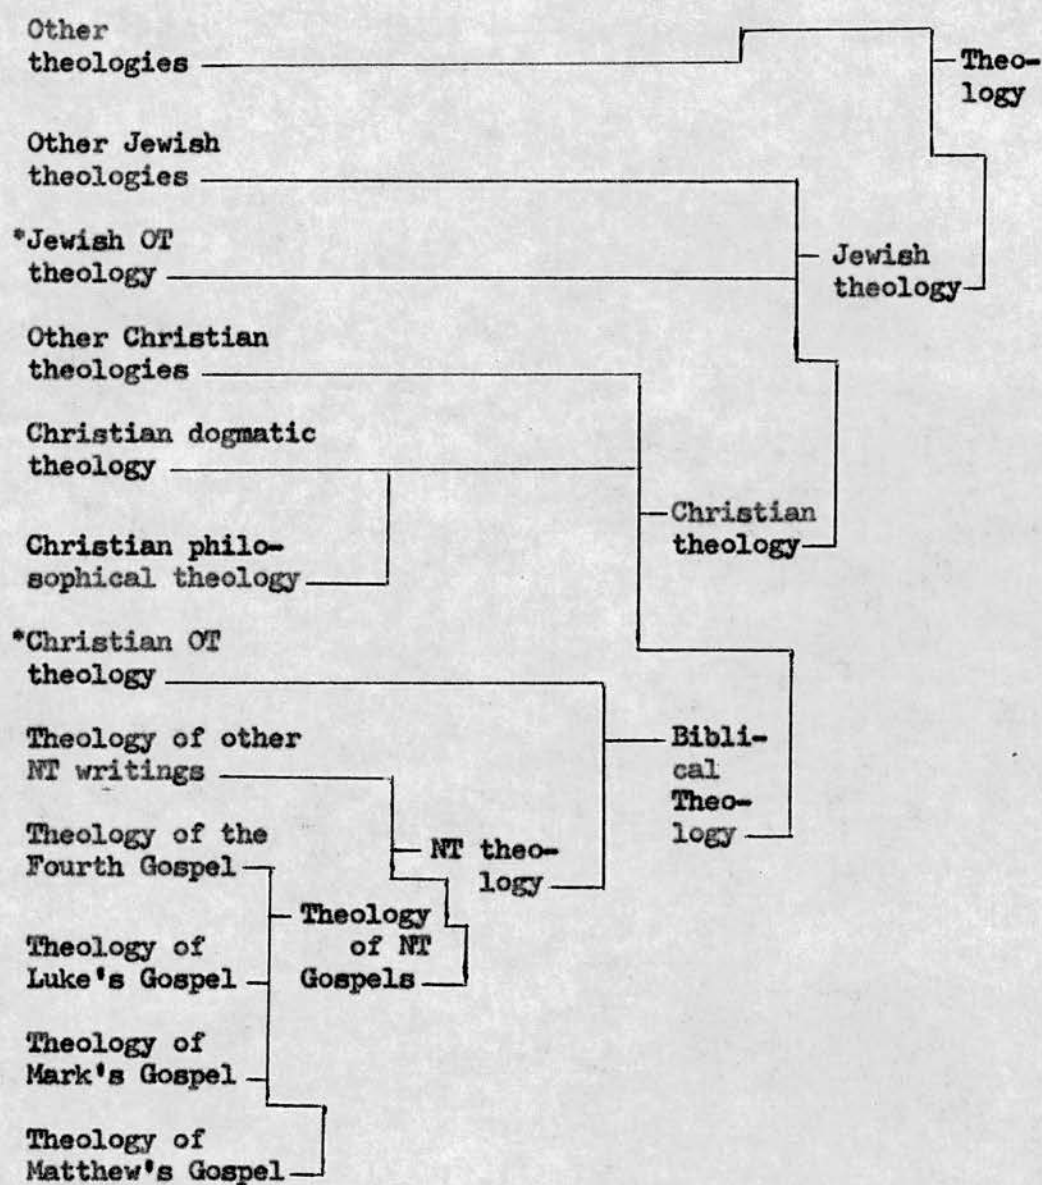 Other
theologies
Theo-
logy
Other Jewish
theologies
*Jewish OT
theology
Jewish
theology
Other Christian
theologies
Christian dogmatic
theology
Christian
theology
Christian philo-
sophical theology
*Christian OT
theology
Bibli-
cal
Theo-
logy
Theology of other
NT writings
NT theo-
logy
Theology of the
Fourth Gospel
Theology
of NT
Gospels
Theology of
Luke's Gospel
Theology of
Mark's Gospel
Theology of
Matthew's Gospel